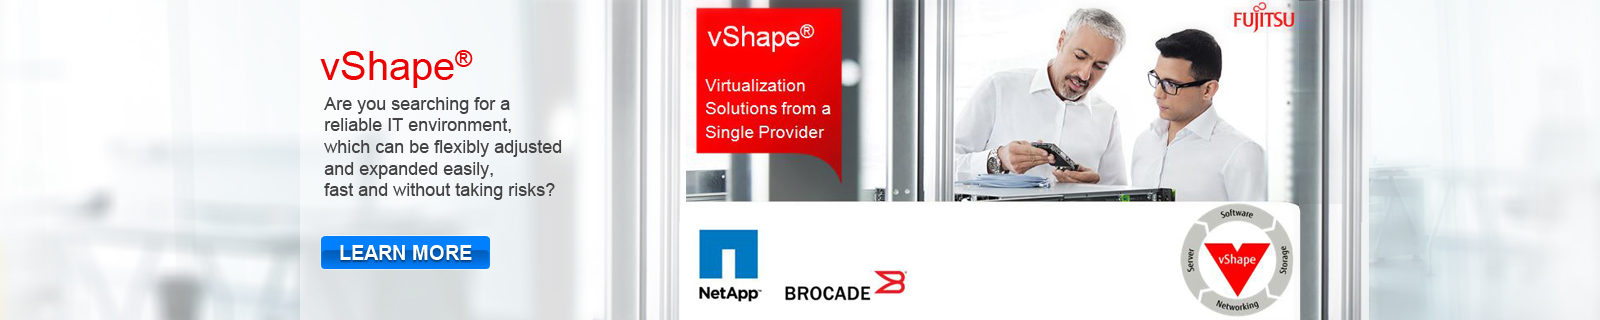 vShape®
Are you searching for a
reliable IT environment,
which can be flexibly adjusted
and expanded easily,
fast and without taking risks?
LEARN MORE
vShape®
Virtualization
Solutions from a
Single Provider
FUJITSU
NetApp™
BROCADE
Software
Server
vShape
Storage
Networking